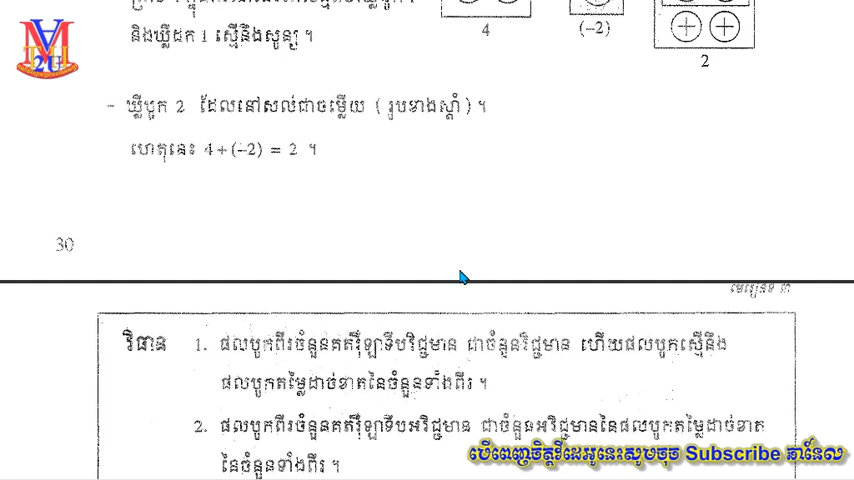 និងឃ្លីដក 1 ស្មើនឹងសូន្យ ។
4
(−2)
2
- ឃ្លីបូក 2 ដែលនៅសល់ជាចម្លើយ ( រូបខាងស្តាំ ) ។
ហេតុនេះ 4 + (−2) = 2 ។
30
មេរៀនទី ៣
វិធាន 1. ផលបូកពីរចំនួនគត់រ៉ឺឡាទីបវិជ្ជមាន ជាចំនួនវិជ្ជមាន ហើយផលបូកស្មើនឹង
ផលបូកតម្លៃដាច់ខាតនៃចំនួនទាំងពីរ ។
2. ផលបូកពីរចំនួនគត់រ៉ឺឡាទីបអវិជ្ជមាន ជាចំនួនអវិជ្ជមាននៃផលបូកតម្លៃដាច់ខាត
នៃចំនួនទាំងពីរ ។
បើពេញចិត្តវីដេអូនេះសូមចុច Subscribe ឆានែល